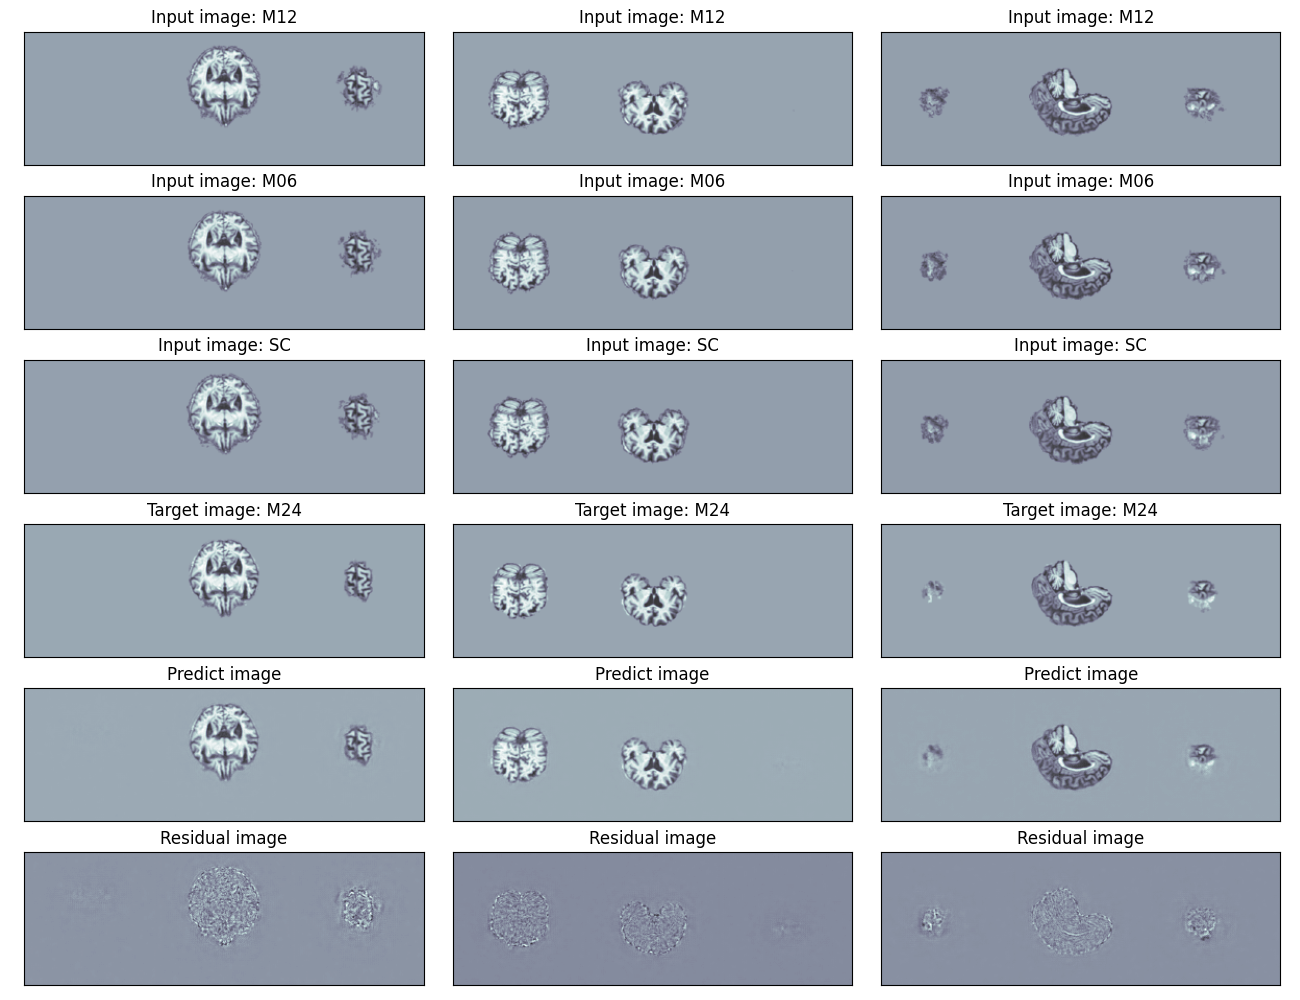 Input image: M12 Input image: M12 Input image: M12
Input image: M06 Input image: M06 Input image: M06
Input image: SC Input image: SC Input image: SC
Target image: M24 Target image: M24 Target image: M24
Predict image Predict image Predict image
Residual image Residual image Residual image